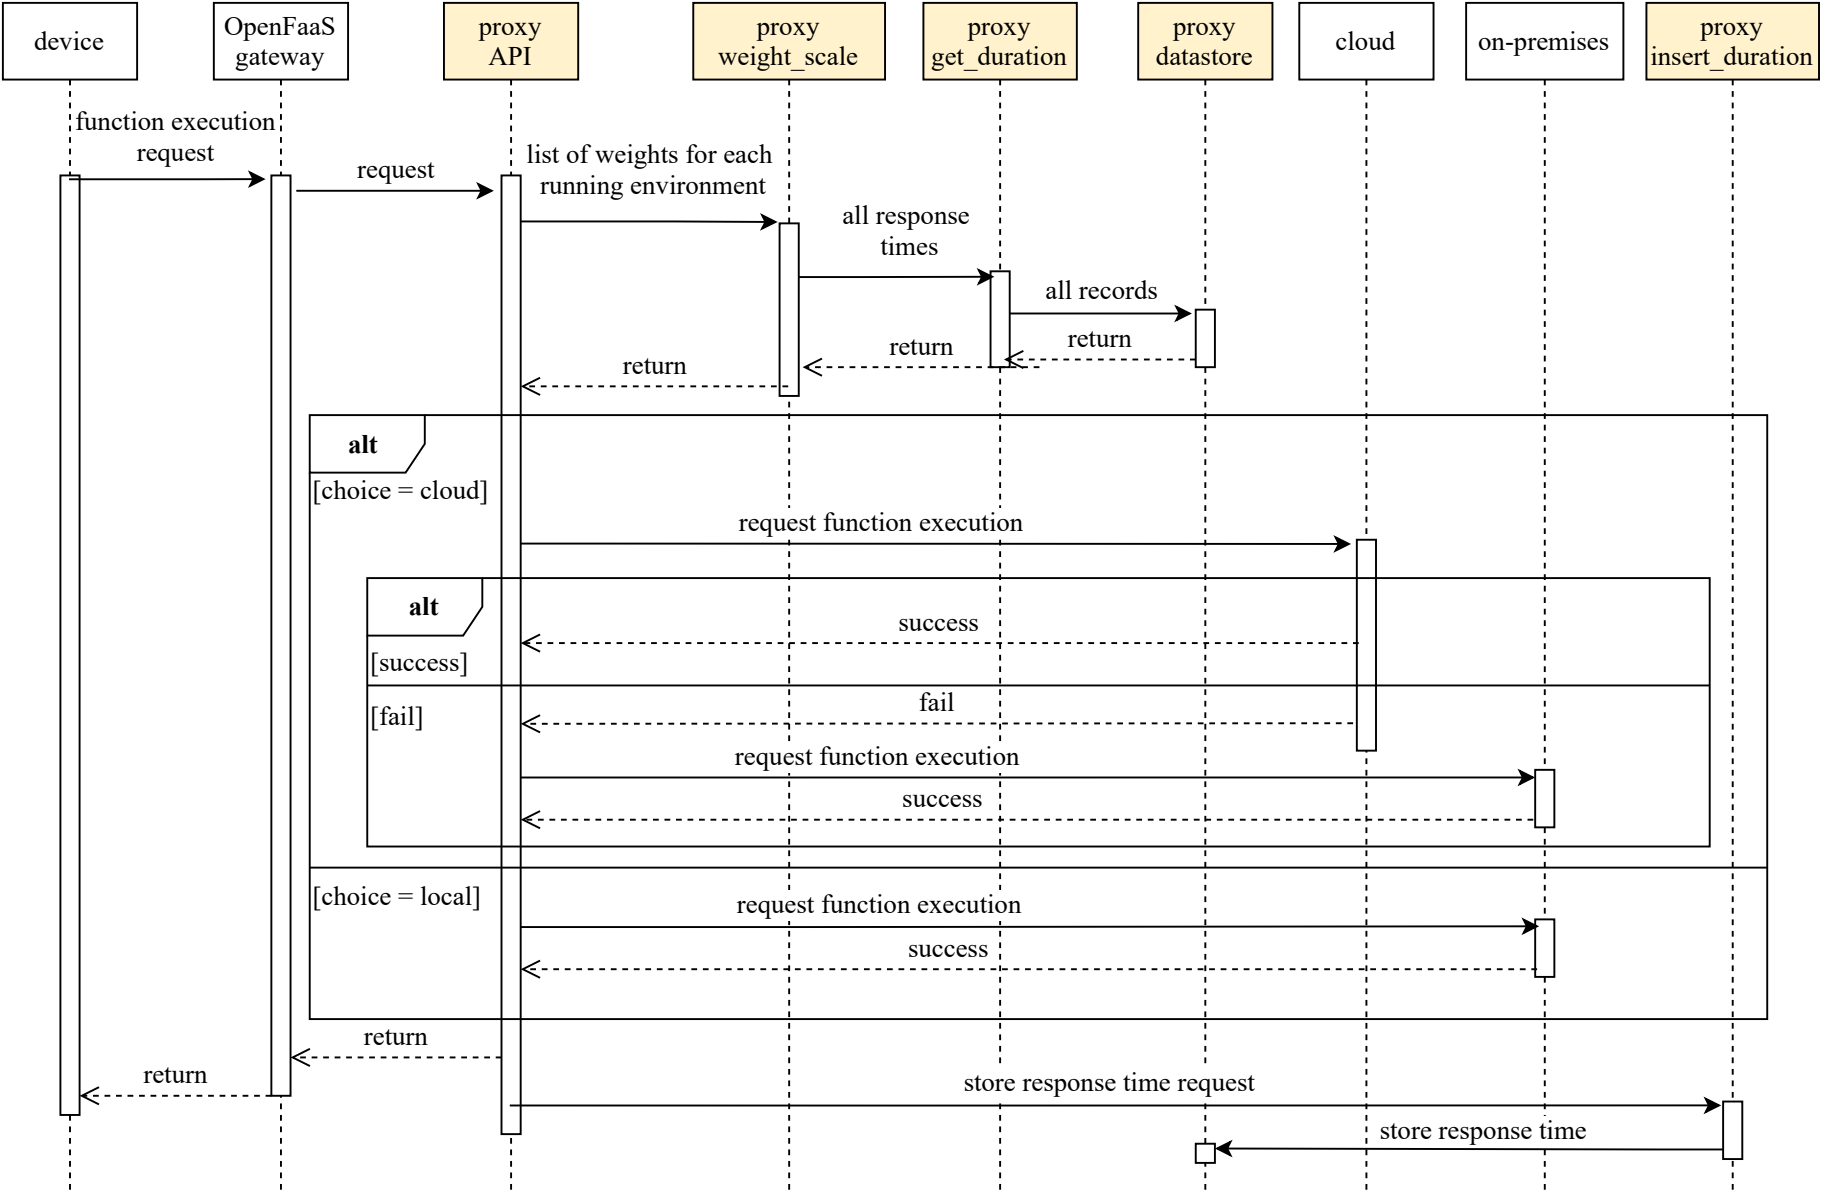 device
OpenFaaS
gateway
proxy
API
proxy
weight_scale
proxy
get_duration
proxy
datastore
cloud
on-premises
proxy
insert_duration
function execution
request
request
list of weights for each
running environment
all response
times
all records
return
return
return
alt
[choice = cloud]
request function execution
alt
success
[success]
fail
[fail]
request function execution
success
[choice = local]
request function execution
success
return
return
store response time request
store response time